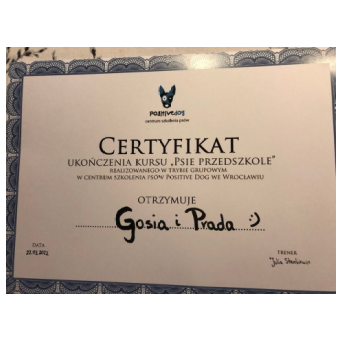 POSITIVEDOG
centrum szkolenia psów
CERTYFIKAT
UKOŃCZENIA KURSU „PSIE PRZEDSZKOLE"
REALIZOWANEGO W TRYBIE GRUPOWYM
W CENTRUM SZKOLENIA PSÓW POSITIVE DOG WE WROCŁAWIU
OTRZYMUJE
Gosia i Prada :)
DATA
TRENER
Julia